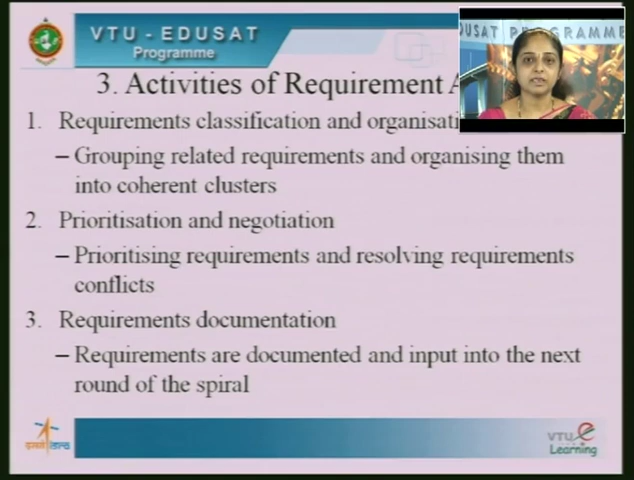 VTU - EDUSAT
Programme
EDUSAT PROGRAMME
3. Activities of Requirement
1. Requirements classification and
– Grouping related requirements and organising them
into coherent clusters
2. Prioritisation and negotiation
– Prioritising requirements and resolving requirements
conflicts
3. Requirements documentation
– Requirements are documented and input into the next
round of the spiral
VTU e
Learning